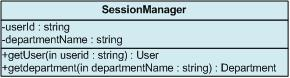 SessionManager
-userId : string
-departmentName : string
+getUser(in userid : string) : User
+getdepartment(in departmentName : string) : Department